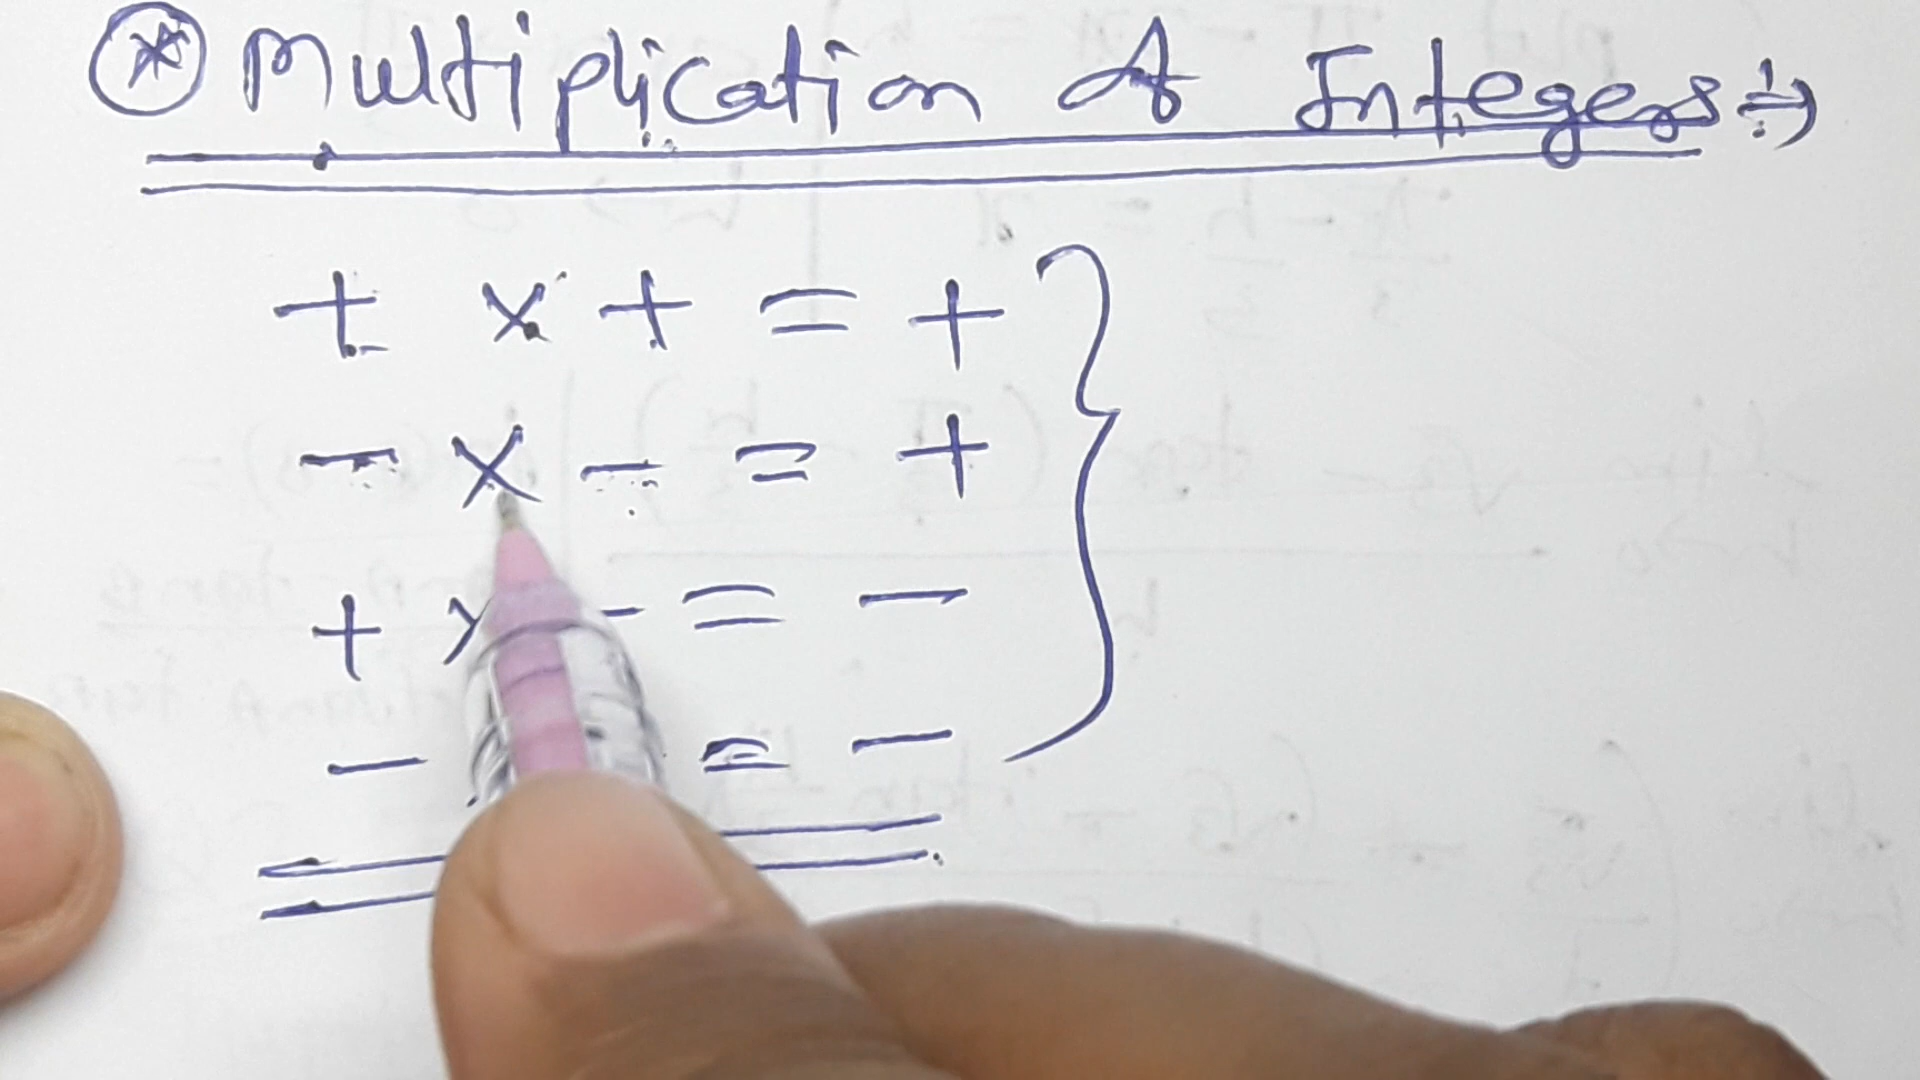 * Multiplication of Integers :→
+ × + = +
- × - = +
+ × - = -
- = -